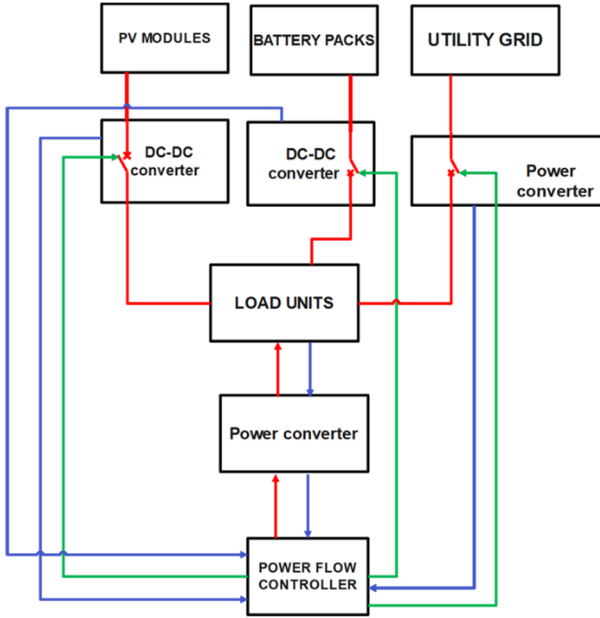 PV MODULES
BATTERY PACKS
UTILITY GRID
DC-DC
converter
DC-DC
converter
Power
converter
LOAD UNITS
Power converter
POWER FLOW
CONTROLLER